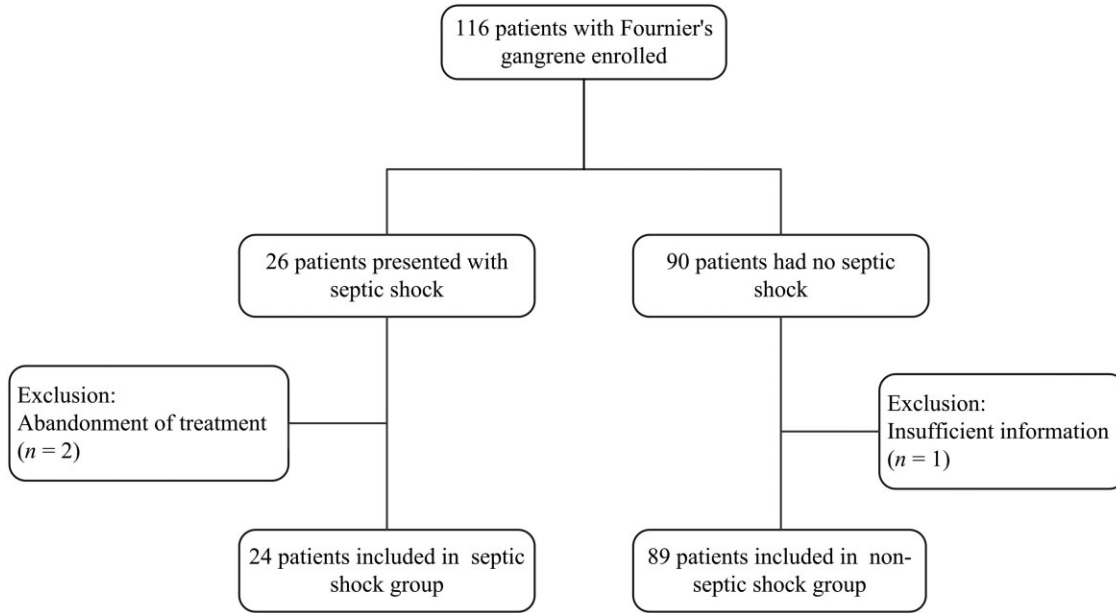 116 patients with Fournier's
gangrene enrolled
26 patients presented with
septic shock
90 patients had no septic
shock
Exclusion:
Abandonment of treatment
(n = 2)
Exclusion:
Insufficient information
(n = 1)
24 patients included in septic
shock group
89 patients included in non-
septic shock group